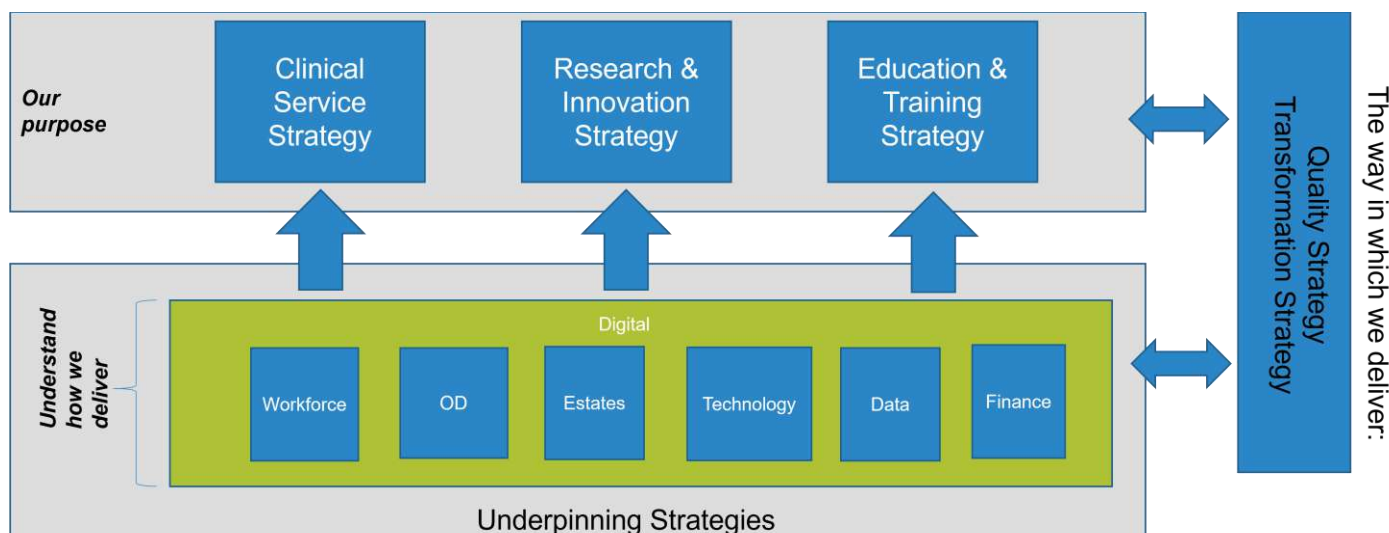 Our
purpose
Clinical
Service
Strategy
Research &
Innovation
Strategy
Education &
Training
Strategy
Understand
how we
deliver
Digital
Workforce
OD
Estates
Technology
Data
Finance
Underpinning Strategies
The way in which we deliver:
Quality Strategy
Transformation Strategy